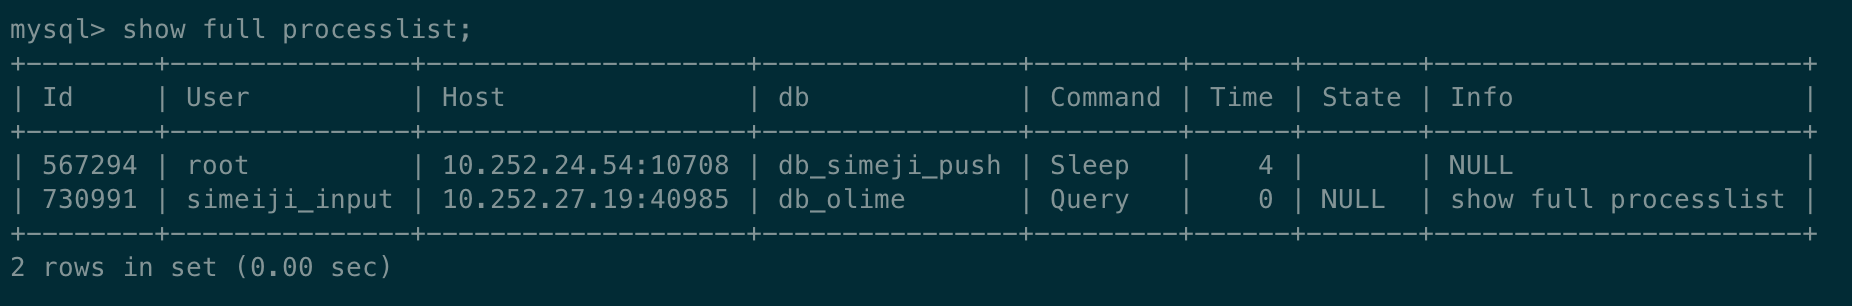 mysql> show full processlist;
+--------+---------------+--------------------+----------------+---------+------+-------+-----------------------+
| Id     | User          | Host               | db             | Command | Time | State | Info                  |
+--------+---------------+--------------------+----------------+---------+------+-------+-----------------------+
| 567294 | root          | 10.252.24.54:10708 | db_simeji_push | Sleep   |    4 |       | NULL                  |
| 730991 | simeiji_input | 10.252.27.19:40985 | db_olime       | Query   |    0 | NULL  | show full processlist |
+--------+---------------+--------------------+----------------+---------+------+-------+-----------------------+
2 rows in set (0.00 sec)